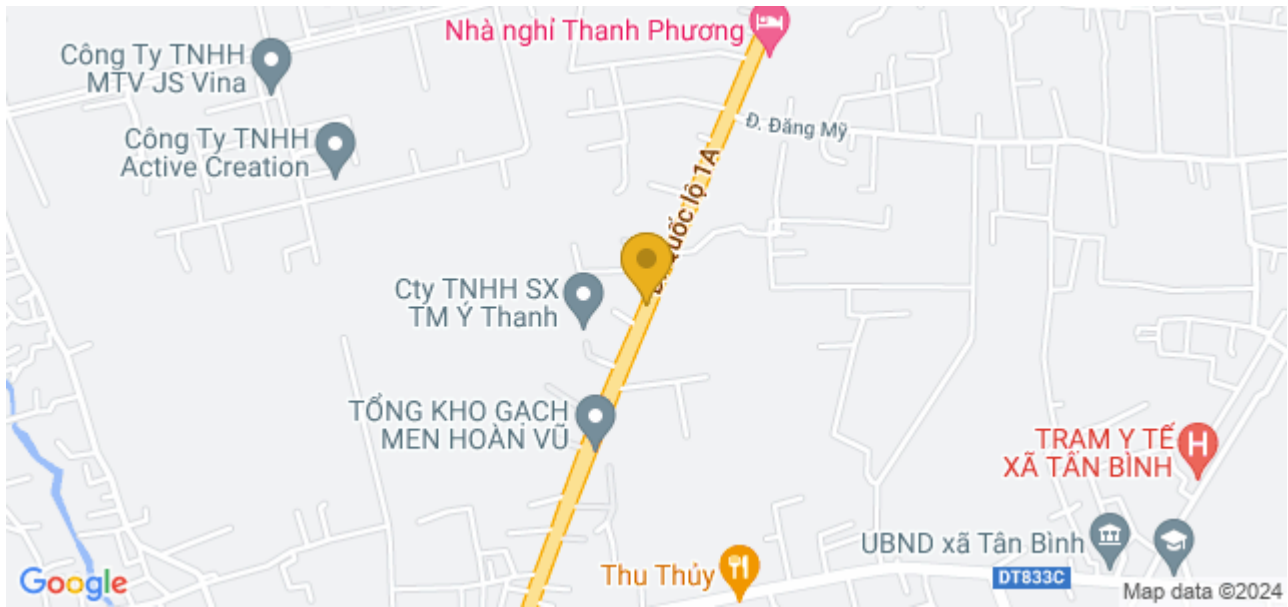 Nhà nghỉ Thanh Phương
Công Ty TNHH
MTV JS Vina
Đ. Đăng Mỹ
Công Ty TNHH
Active Creation
Quốc lộ 1A
Cty TNHH SX
TM Ý Thanh
TỔNG KHO GẠCH
MEN HOÀN VŨ
TRẠM Y TẾ
XÃ TÂN BÌNH
UBND xã Tân Bình
Thu Thủy
DT833C
Google
Map data ©2024